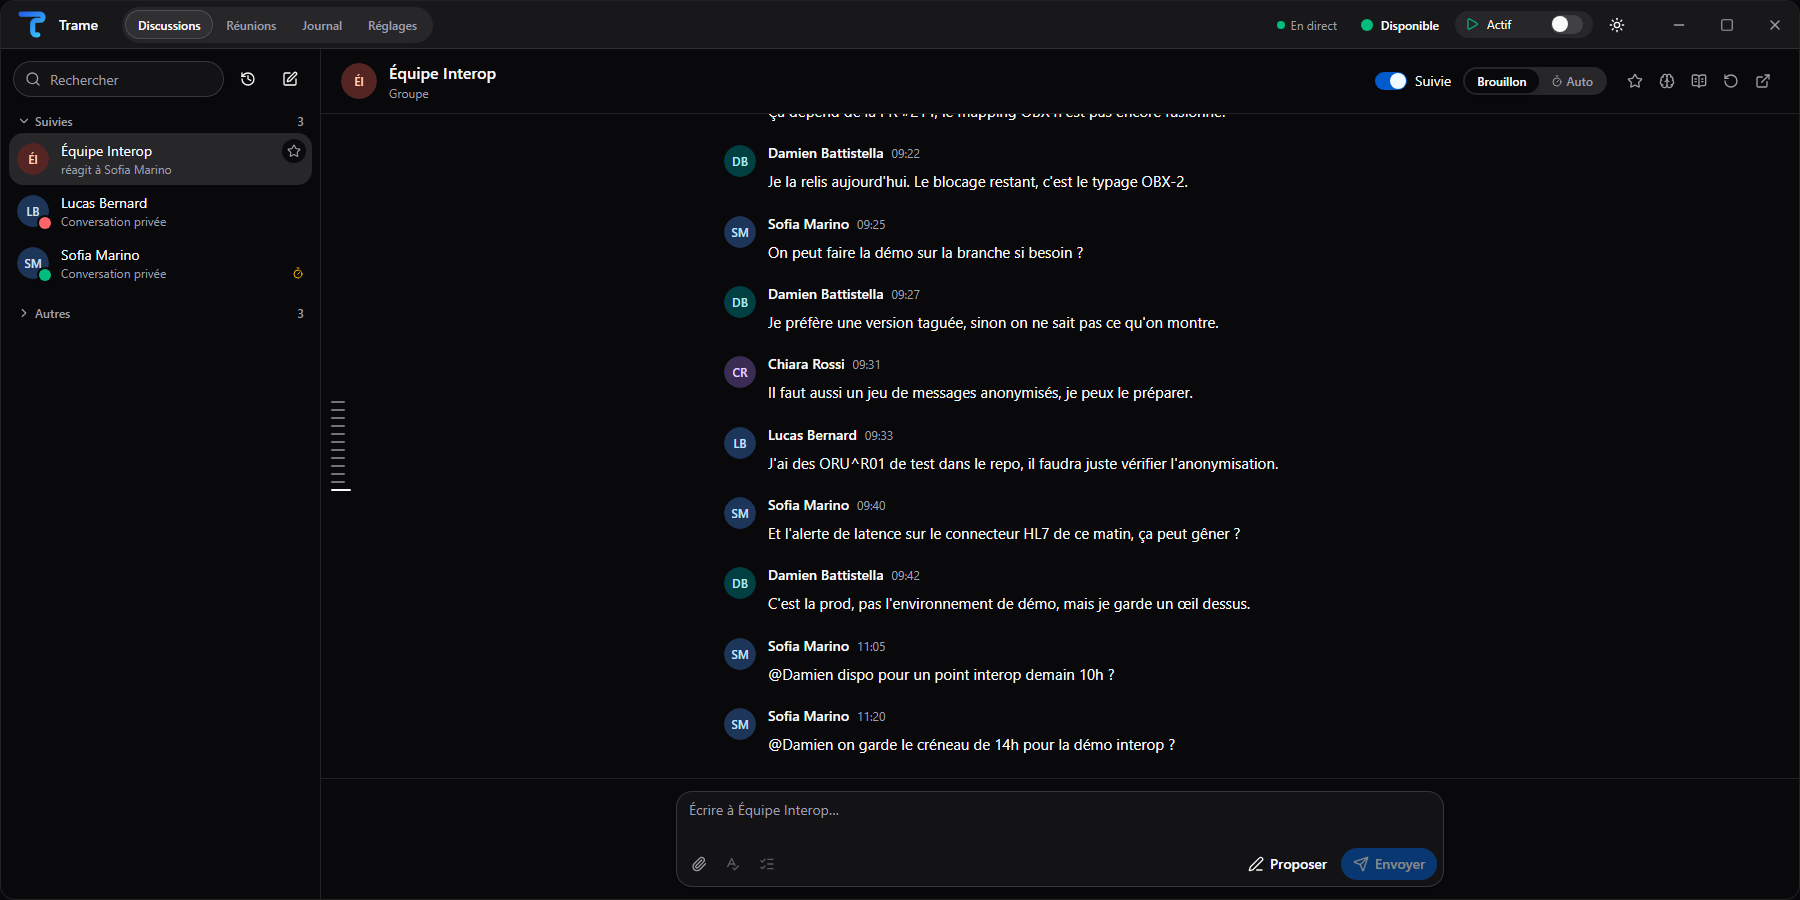 Trame
Discussions
Réunions
Journal
Réglages
En direct
Disponible
Actif
Rechercher
Suivies
3
ÉI
Équipe Interop
réagit à Sofia Marino
LB
Lucas Bernard
Conversation privée
SM
Sofia Marino
Conversation privée
Autres
3
ÉI
Équipe Interop
Groupe
Suivie
Brouillon
Auto
DB
Damien Battistella 09:22
Je la relis aujourd'hui. Le blocage restant, c'est le typage OBX-2.
SM
Sofia Marino 09:25
On peut faire la démo sur la branche si besoin ?
DB
Damien Battistella 09:27
Je préfère une version taguée, sinon on ne sait pas ce qu'on montre.
CR
Chiara Rossi 09:31
Il faut aussi un jeu de messages anonymisés, je peux le préparer.
LB
Lucas Bernard 09:33
J'ai des ORU^R01 de test dans le repo, il faudra juste vérifier l'anonymisation.
SM
Sofia Marino 09:40
Et l'alerte de latence sur le connecteur HL7 de ce matin, ça peut gêner ?
DB
Damien Battistella 09:42
C'est la prod, pas l'environnement de démo, mais je garde un œil dessus.
SM
Sofia Marino 11:05
@Damien dispo pour un point interop demain 10h ?
SM
Sofia Marino 11:20
@Damien on garde le créneau de 14h pour la démo interop ?
Écrire à Équipe Interop...
Proposer
Envoyer